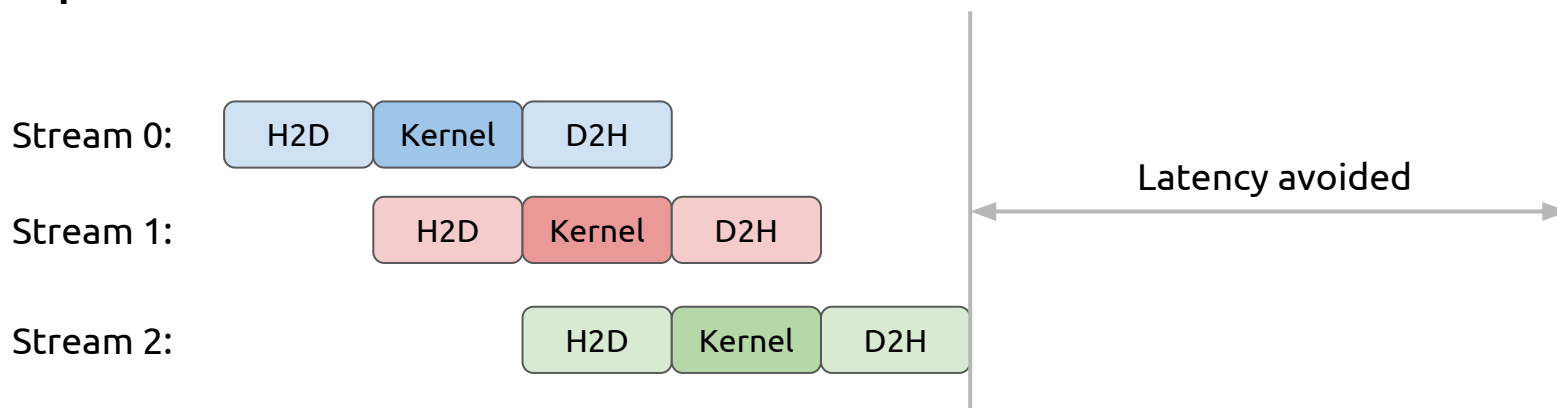 Stream 0:
H2D
Kernel
D2H
Latency avoided
Stream 1:
H2D
Kernel
D2H
Stream 2:
H2D
Kernel
D2H